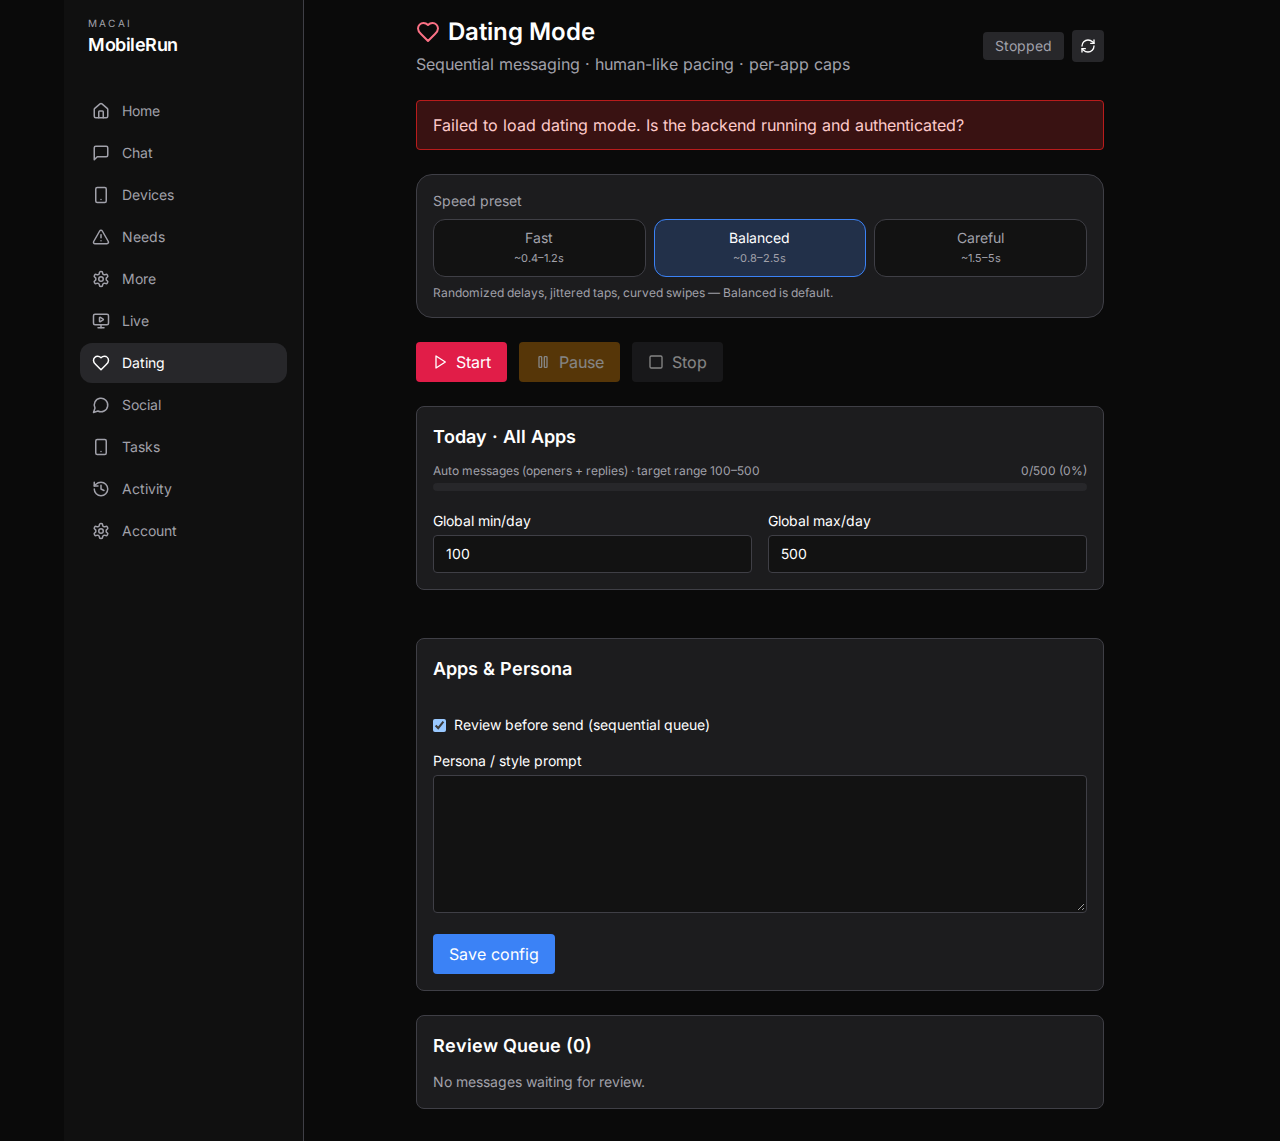 MACAI
MobileRun
Home
Chat
Devices
Needs
More
Live
Dating
Social
Tasks
Activity
Account
Dating Mode
Sequential messaging · human-like pacing · per-app caps
Stopped
Failed to load dating mode. Is the backend running and authenticated?
Speed preset
Fast
~0.4–1.2s
Balanced
~0.8–2.5s
Careful
~1.5–5s
Randomized delays, jittered taps, curved swipes — Balanced is default.
Start
Pause
Stop
Today · All Apps
Auto messages (openers + replies) · target range 100–500
0/500 (0%)
Global min/day
Global max/day
100
500
Apps & Persona
Review before send (sequential queue)
Persona / style prompt
Save config
Review Queue (0)
No messages waiting for review.